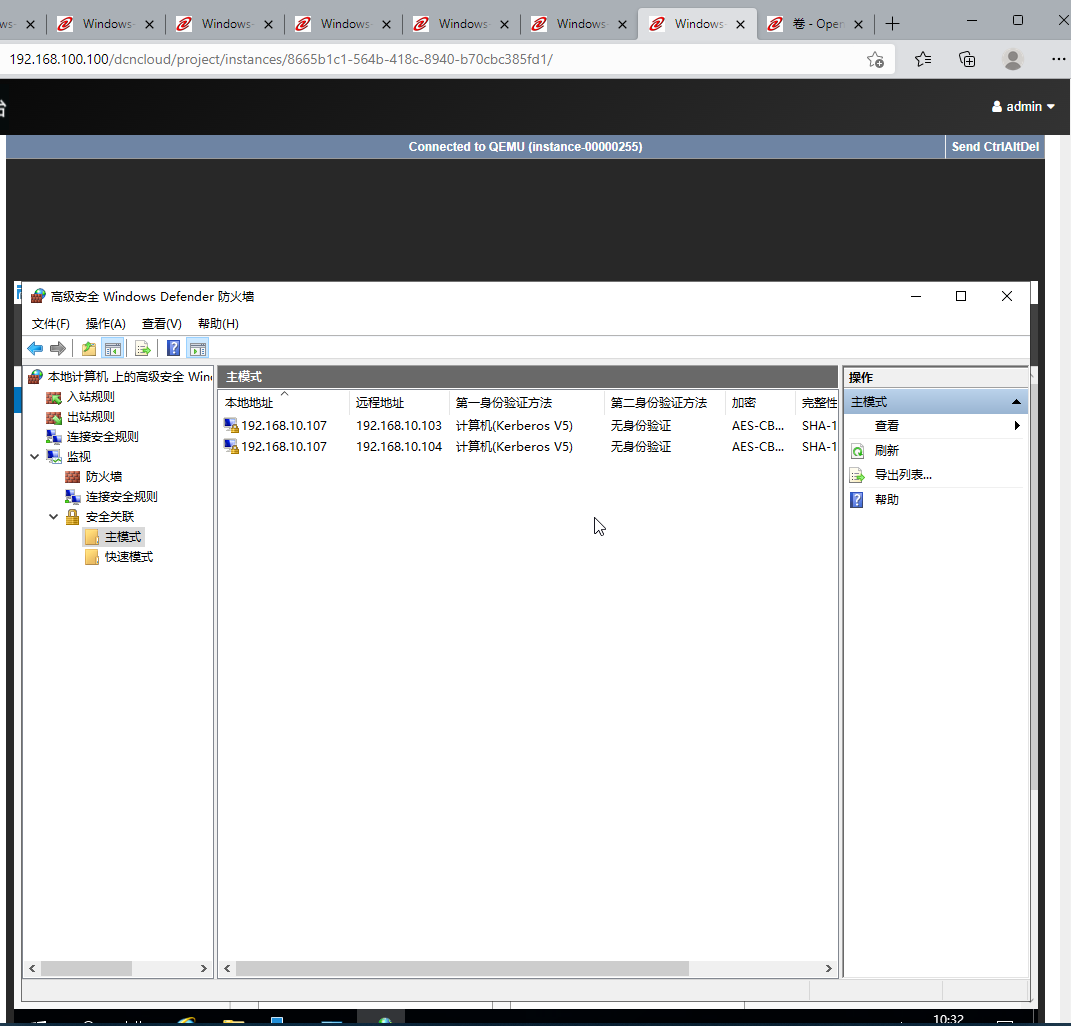 ws-
Windows-
Windows-
Windows-
Windows-
Windows-
Windows-
卷 - Open
192.168.100.100/dcncloud/project/instances/8665b1c1-564b-418c-8940-b70cbc385fd1/
台
admin
Connected to QEMU (instance-00000255)
Send CtrlAltDel
高级安全 Windows Defender 防火墙
文件(F) 操作(A) 查看(V) 帮助(H)
本地计算机 上的高级安全 Win
入站规则
出站规则
连接安全规则
监视
防火墙
连接安全规则
安全关联
主模式
快速模式
主模式
本地地址 远程地址 第一身份验证方法 第二身份验证方法 加密 完整性
192.168.10.107 192.168.10.103 计算机(Kerberos V5) 无身份验证 AES-CB... SHA-1
192.168.10.107 192.168.10.104 计算机(Kerberos V5) 无身份验证 AES-CB... SHA-1
操作
主模式
查看
刷新
导出列表...
帮助
10:32